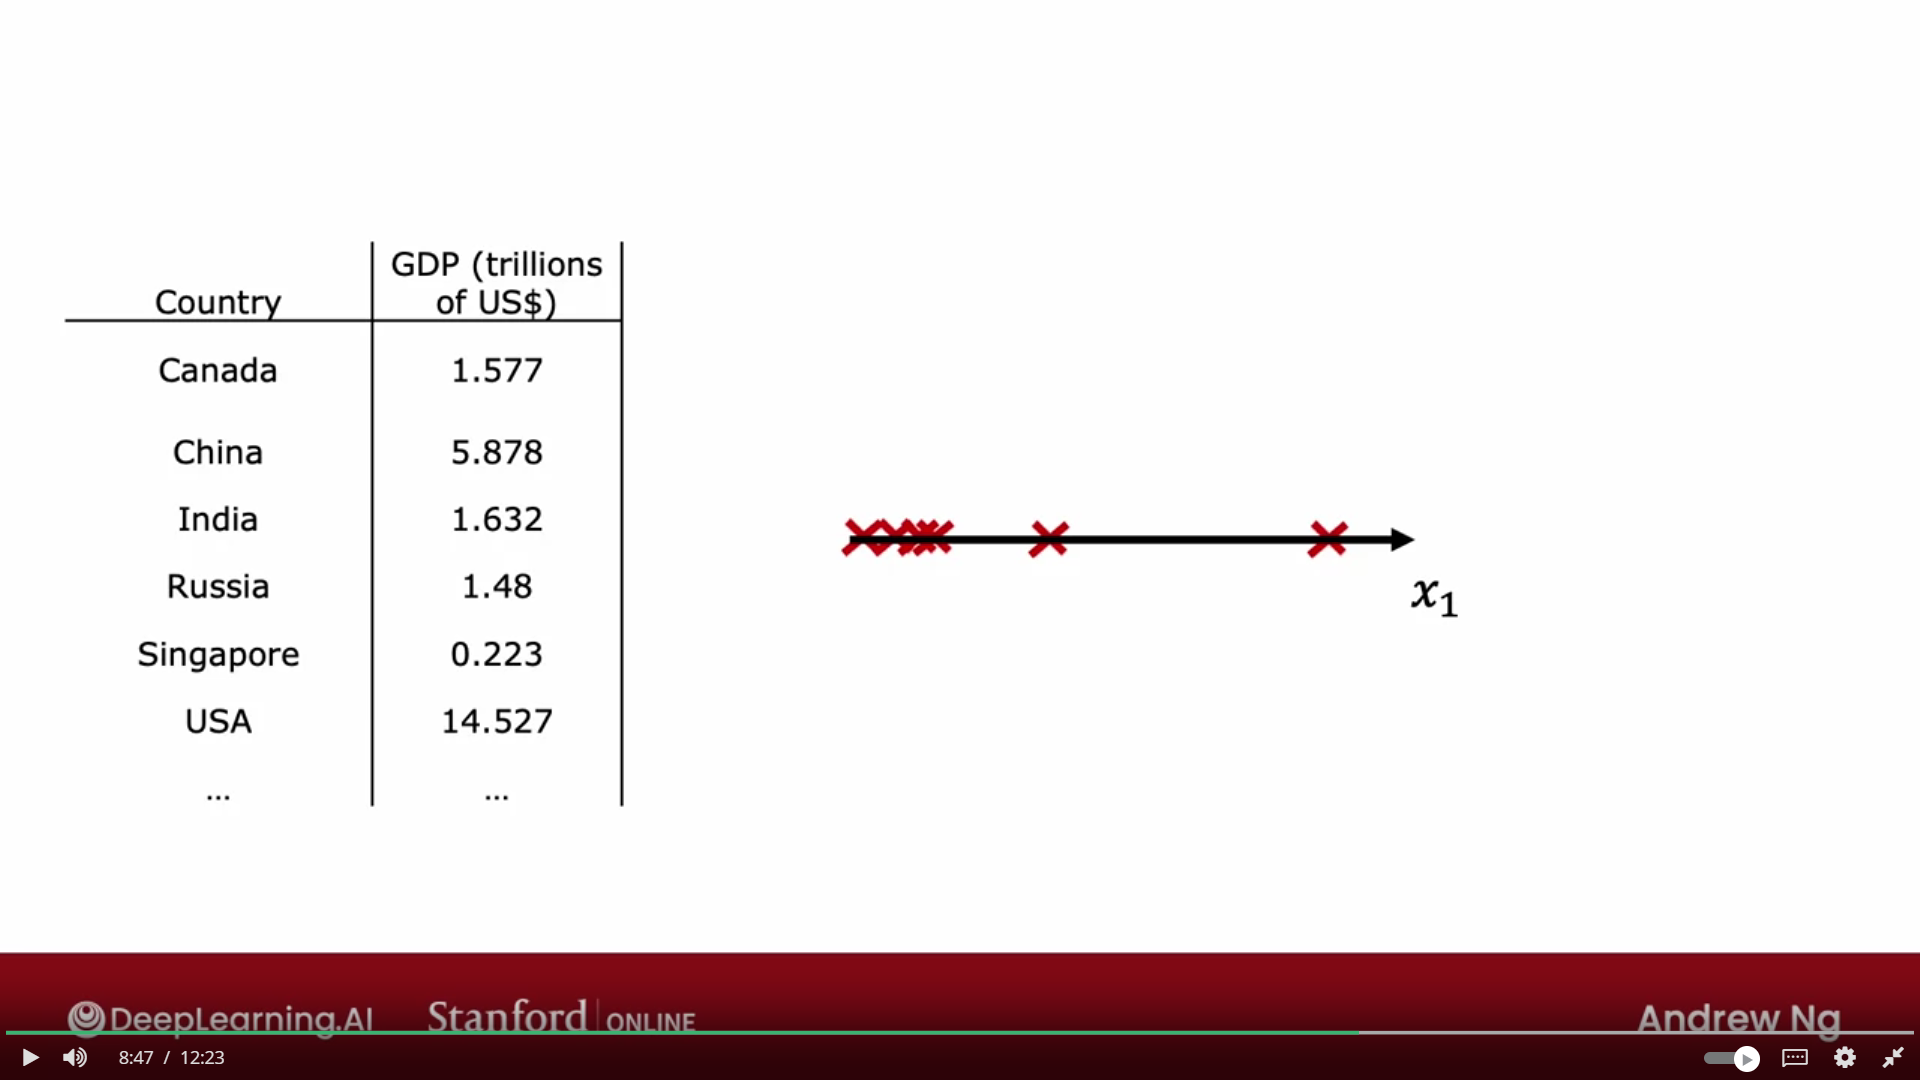 Country
GDP (trillions
of US$)
Canada 1.577
China 5.878
India 1.632
Russia 1.48
Singapore 0.223
USA 14.527
... ...
x₁
DeepLearning.AI
Stanford ONLINE
Andrew Ng
8:47 / 12:23